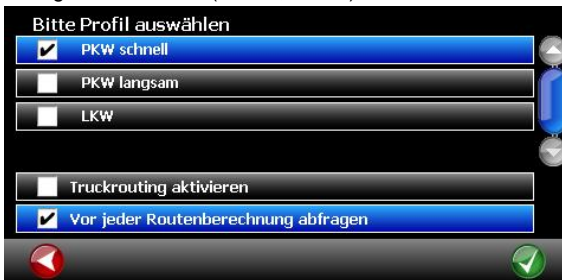 Bitte Profil auswählen
PKW schnell
PKW langsam
LKW
Truckrouting aktivieren
Vor jeder Routenberechnung abfragen